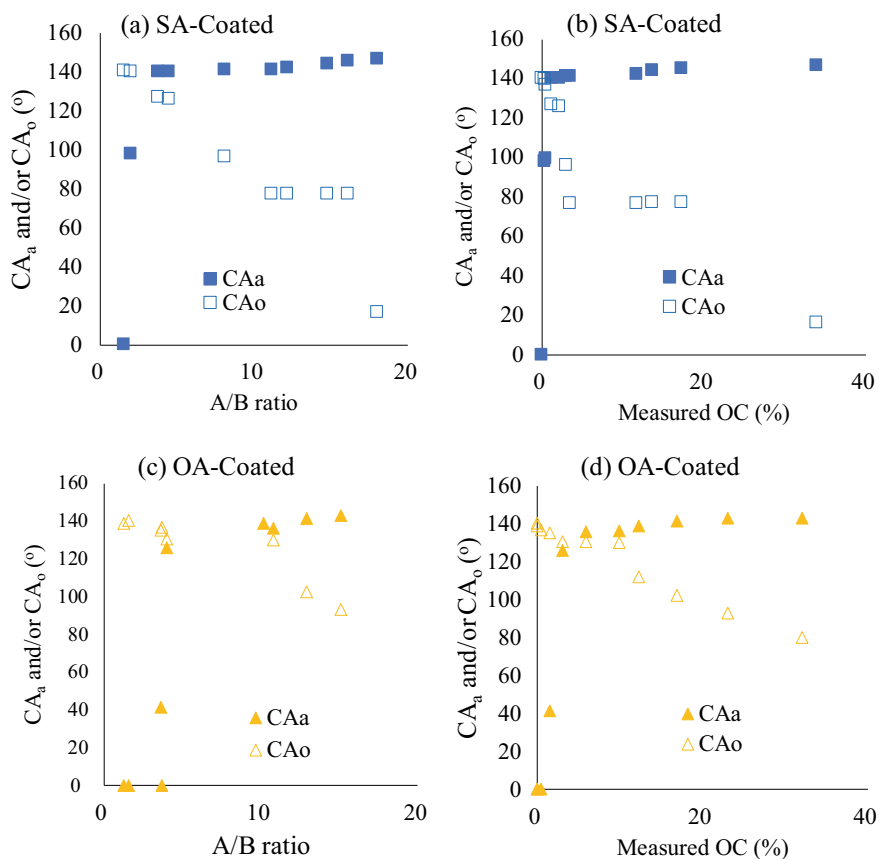 (a) SA-Coated
160
140
120
100
80
60
40
20
0
CAa and/or CAo (o)
CAa
CAo
0 10 20
A/B ratio
(b) SA-Coated
160
140
120
100
80
60
40
20
0
CAa and/or CAo (o)
CAa
CAo
0 20 40
Measured OC (%)
(c) OA-Coated
160
140
120
100
80
60
40
20
0
CAa and/or CAo (o)
CAa
CAo
0 10 20
A/B ratio
(d) OA-Coated
160
140
120
100
80
60
40
20
0
CAa and/or CAo (o)
CAa
CAo
0 20 40
Measured OC (%)